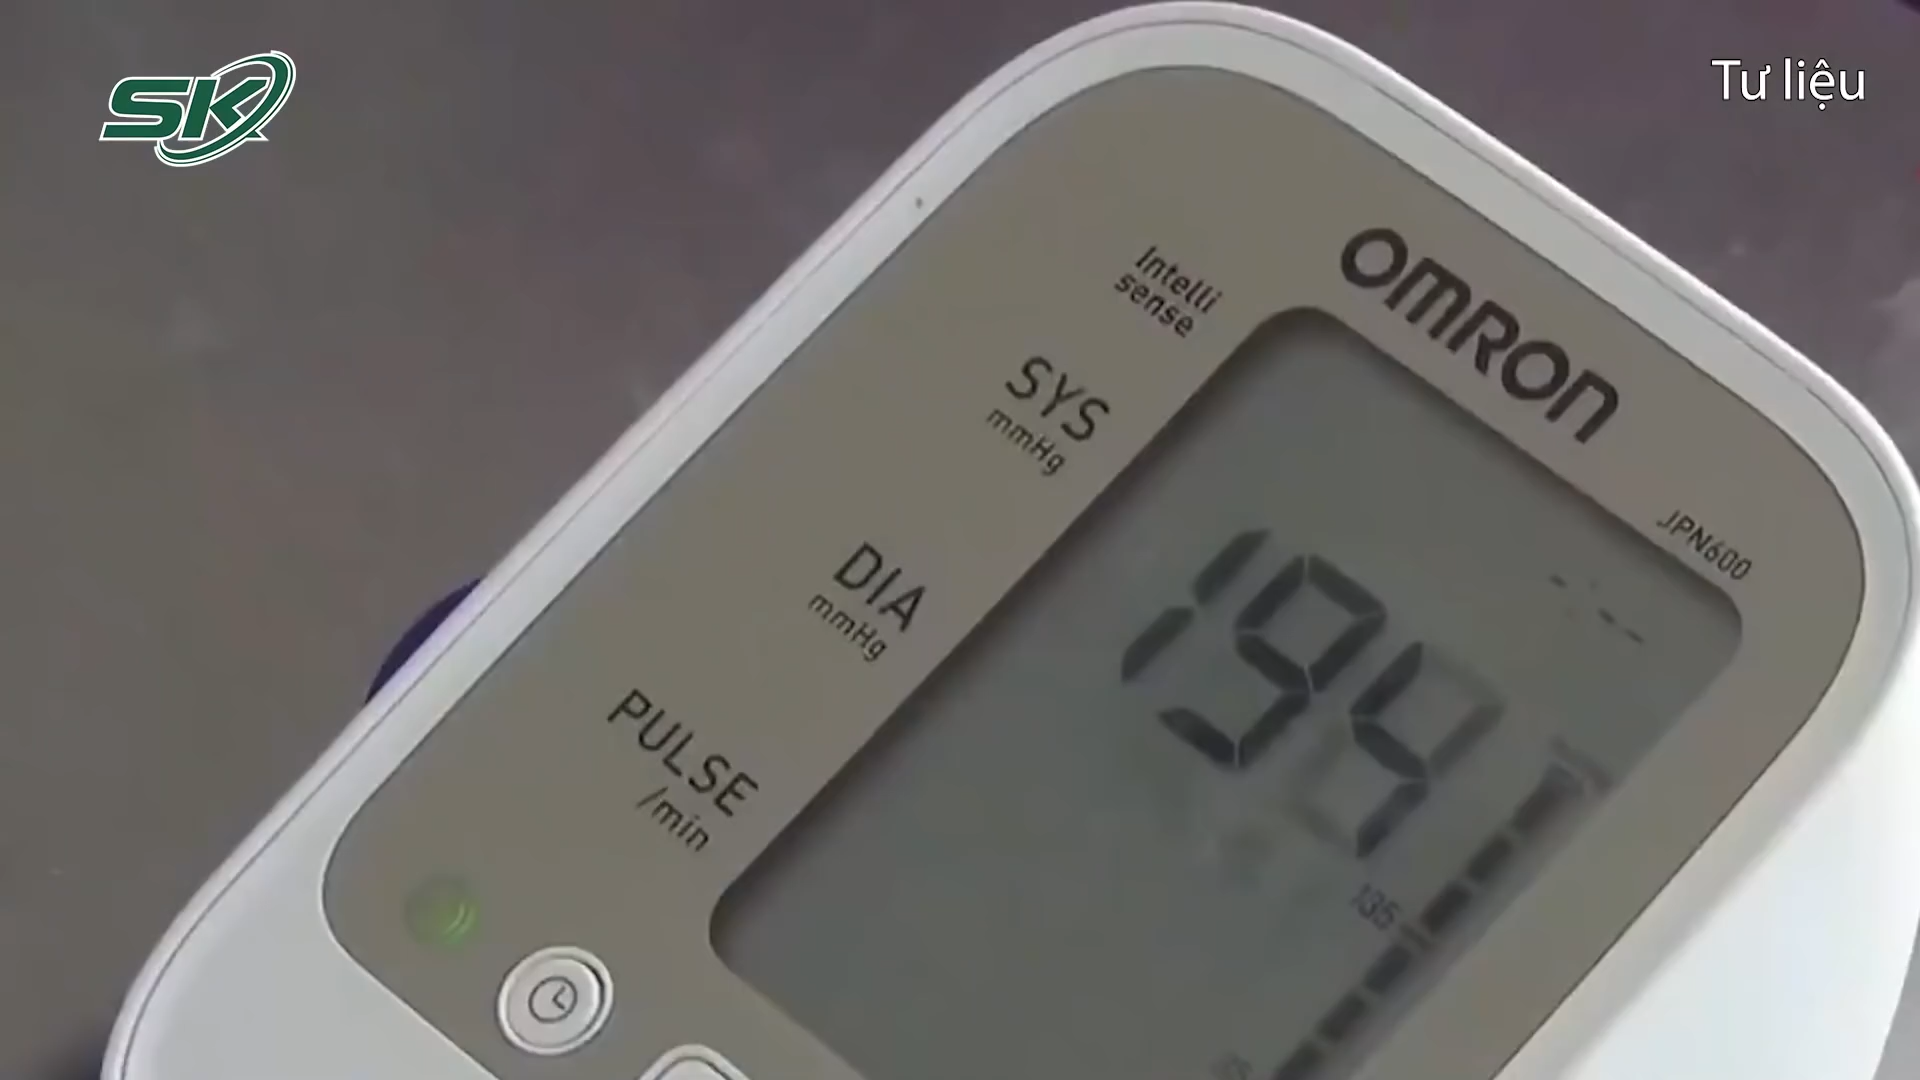 SK
Tư liệu
OMRON
Intelli
sense
JPN600
SYS
mmHg
194
DIA
mmHg
PULSE
/min
135